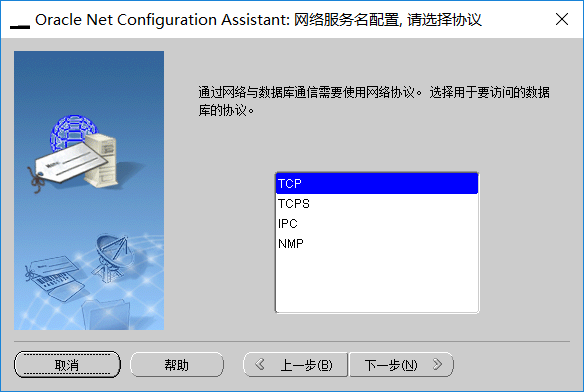 Oracle Net Configuration Assistant: 网络服务名配置, 请选择协议
通过网络与数据库通信需要使用网络协议。选择用于要访问的数据
库的协议。
TCP
TCPS
IPC
NMP
取消 帮助 上一步(B) 下一步(N)